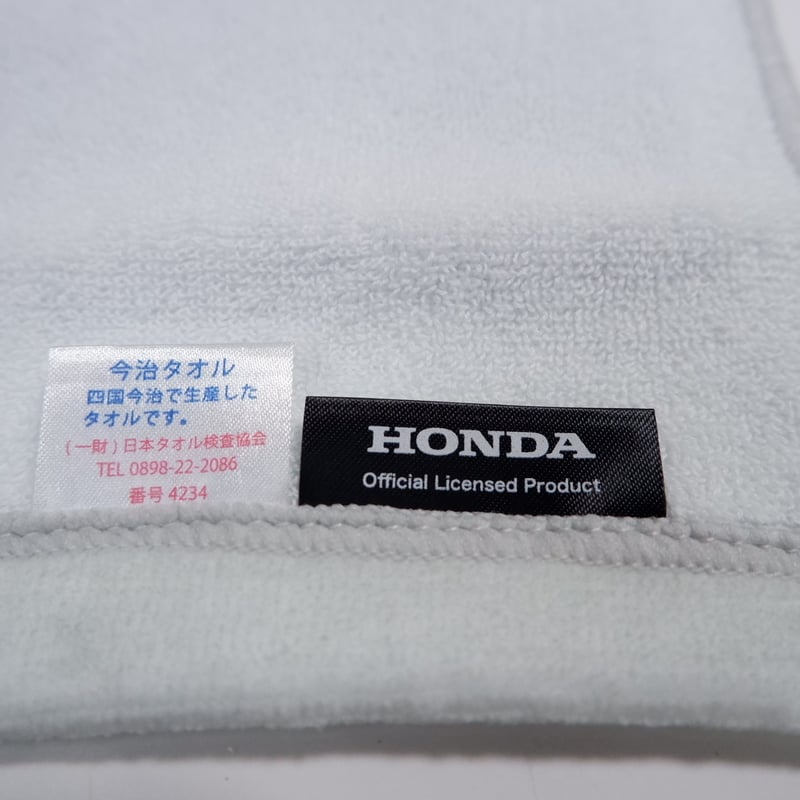 今治タオル
四国今治で生産した
タオルです。
(一財)日本タオル検査協会
TEL 0898-22-2086
番号 4234
HONDA
Official Licensed Product